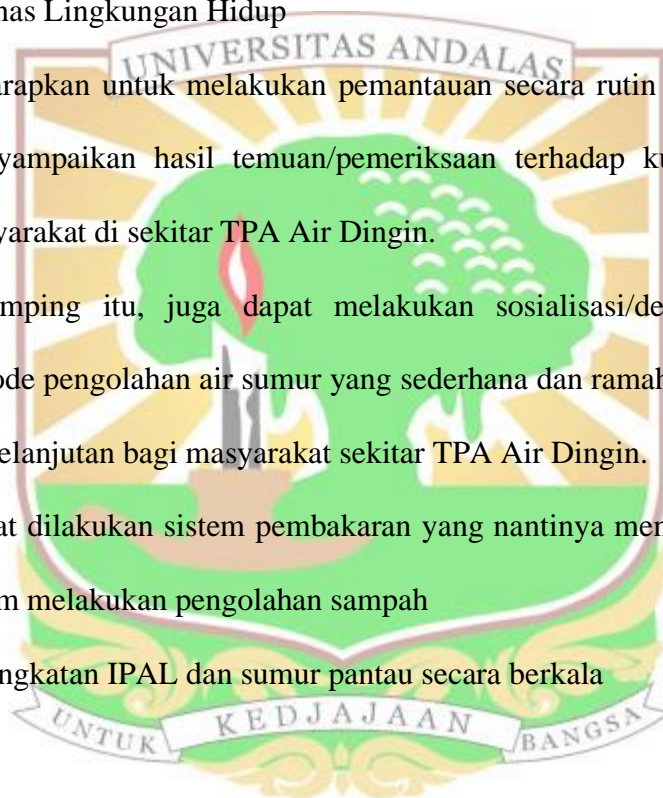 nas Lingkungan Hidup
UNIVERSITAS ANDALAS
arapkan untuk melakukan pemantauan secara rutin
yampaikan hasil temuan/pemeriksaan terhadap ku
yarakat di sekitar TPA Air Dingin.
mping itu, juga dapat melakukan sosialisasi/de
ode pengolahan air sumur yang sederhana dan ramah
elanjutan bagi masyarakat sekitar TPA Air Dingin.
at dilakukan sistem pembakaran yang nantinya men
m melakukan pengolahan sampah
ngkatan IPAL dan sumur pantau secara berkala
UNTUK KEDJAJAAN BANGSA